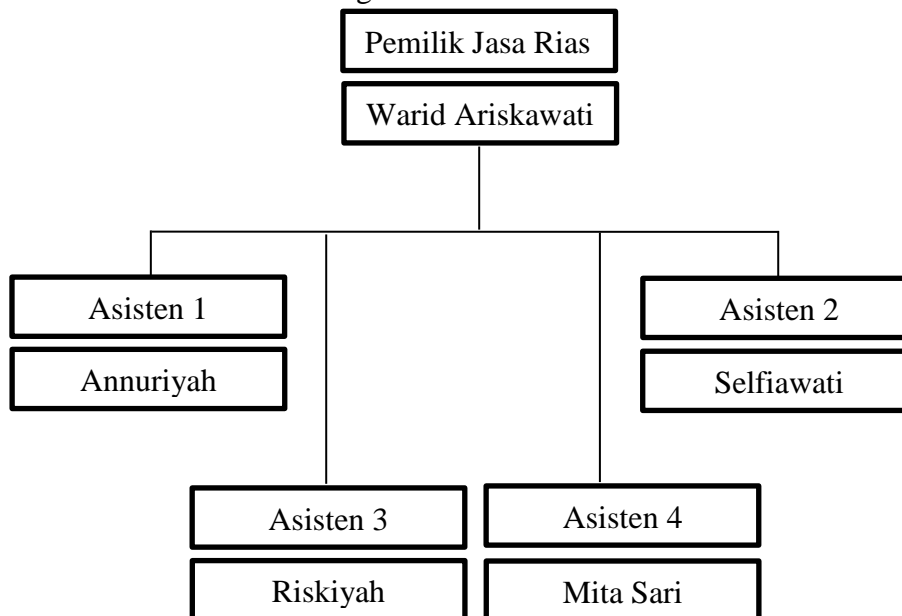 Pemilik Jasa Rias
Warid Ariskawati
Asisten 1
Annuriyah
Asisten 2
Selfiawati
Asisten 3
Riskiyah
Asisten 4
Mita Sari